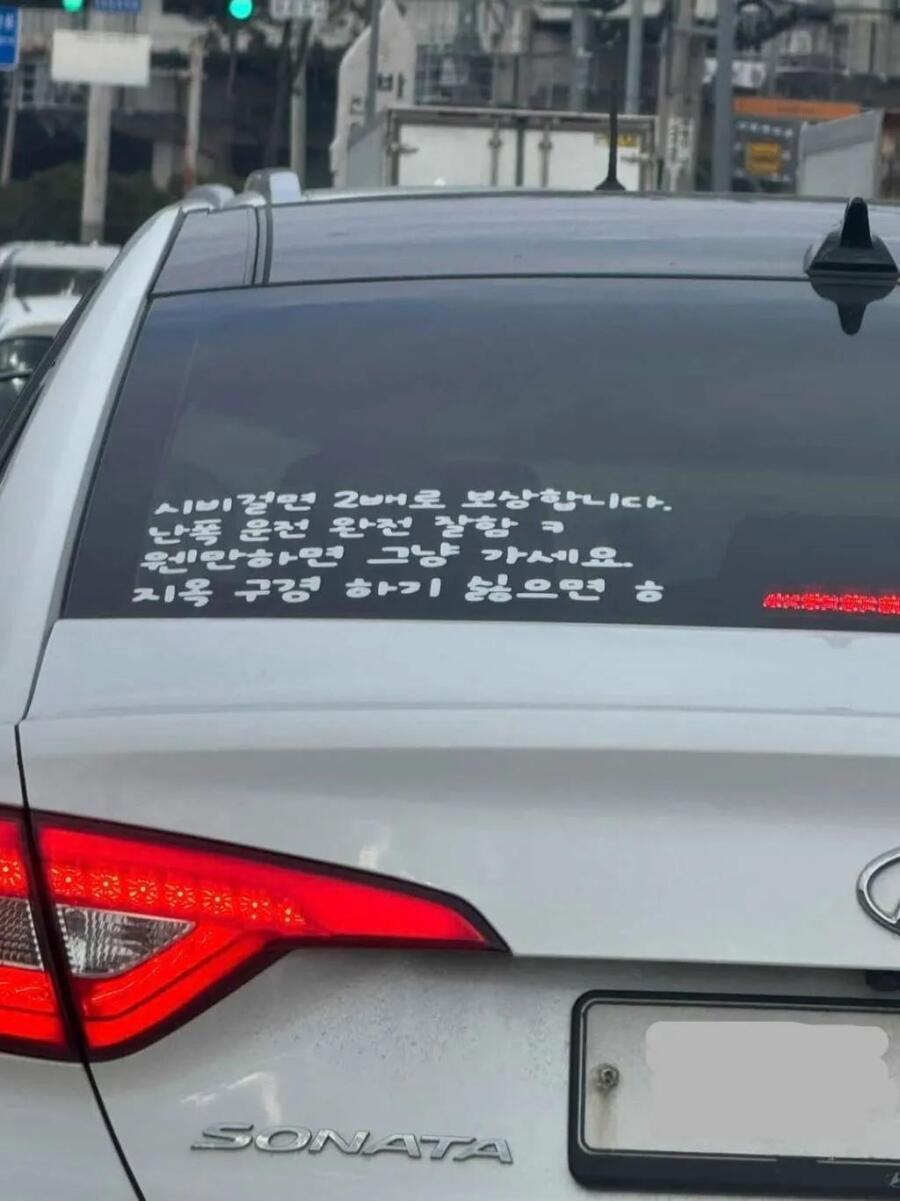 시비걸면 2배로 보상합니다.
난폭 운전 완전 잘함 ㅋ
웬만하면 그냥 가세요.
지옥 구경 하기 싫으면 ㅎ
SONATA